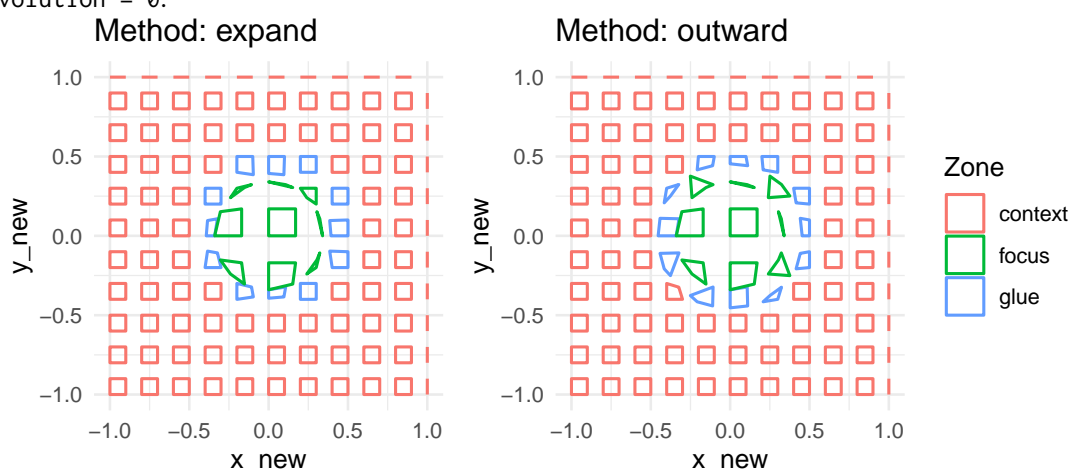 volution = 0.
Method: expand
Method: outward
1.0
0.5
0.0
−0.5
−1.0
y_new
−1.0 −0.5 0.0 0.5 1.0
x_new
1.0
0.5
0.0
−0.5
−1.0
y_new
−1.0 −0.5 0.0 0.5 1.0
x_new
Zone
context
focus
glue